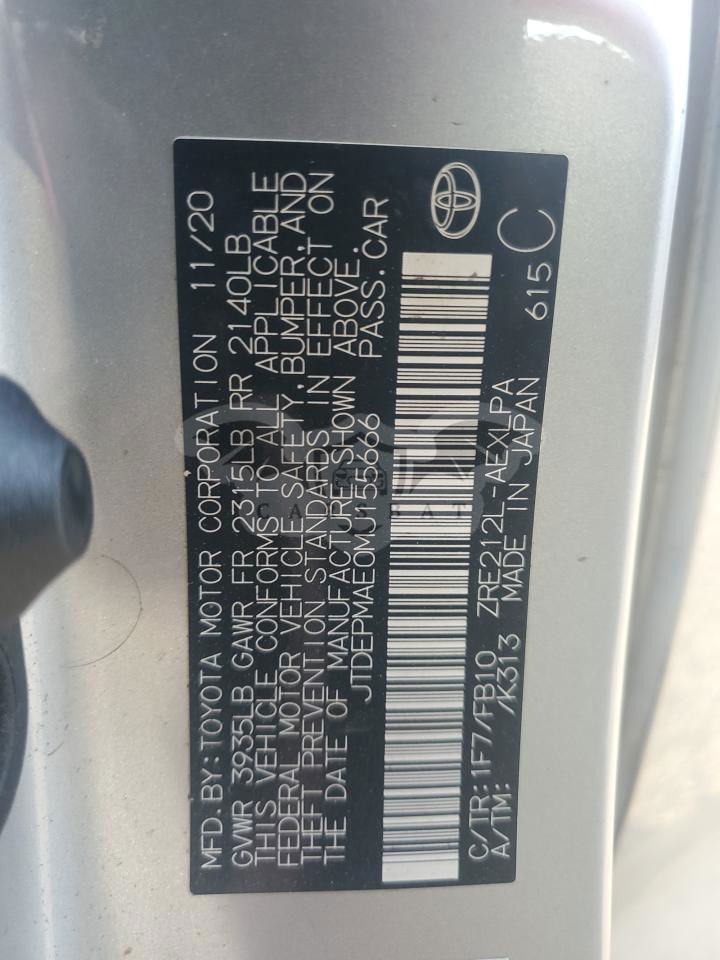 MFD.BY:TOYOTA MOTOR CORPORATION 11/20
GVWR 3935LB GAWR FR 2315LB RR 2140LB
THIS VEHICLE CONFORMS TO ALL APPLICABLE
FEDERAL MOTOR VEHICLE SAFETY,BUMPER,AND
THEFT PREVENTION STANDARDS IN EFFECT ON
THE DATE OF MANUFACTURE SHOWN ABOVE.
JTDEPMAE0MJ156666 PASS.CAR
C/TR:1F7/FB10 ZRE212L-AEXLPA 615
A/TM: /K313 MADE IN JAPAN C